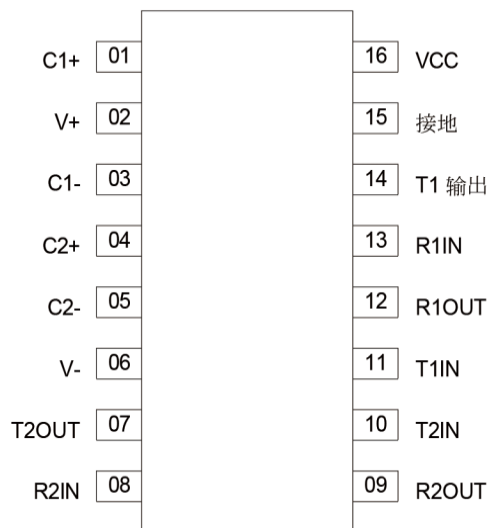 C1+ 01 16 VCC
V+ 02 15 接地
C1- 03 14 T1 输出
C2+ 04 13 R1IN
C2- 05 12 R1OUT
V- 06 11 T1IN
T2OUT 07 10 T2IN
R2IN 08 09 R2OUT